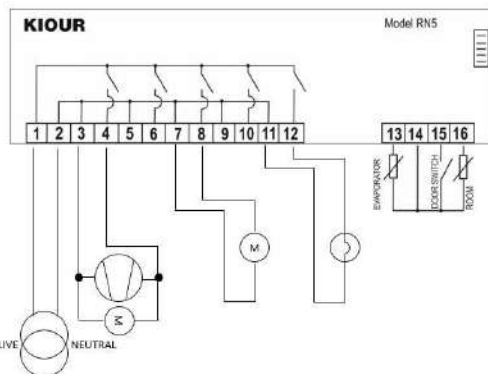 KIOUR Model RN5
1 2 3 4 5 6 7 8 9 10 11 12 13 14 15 16
EVAPORATOR
DOOR SWITCH
ROOM
M
M
LIVE NEUTRAL